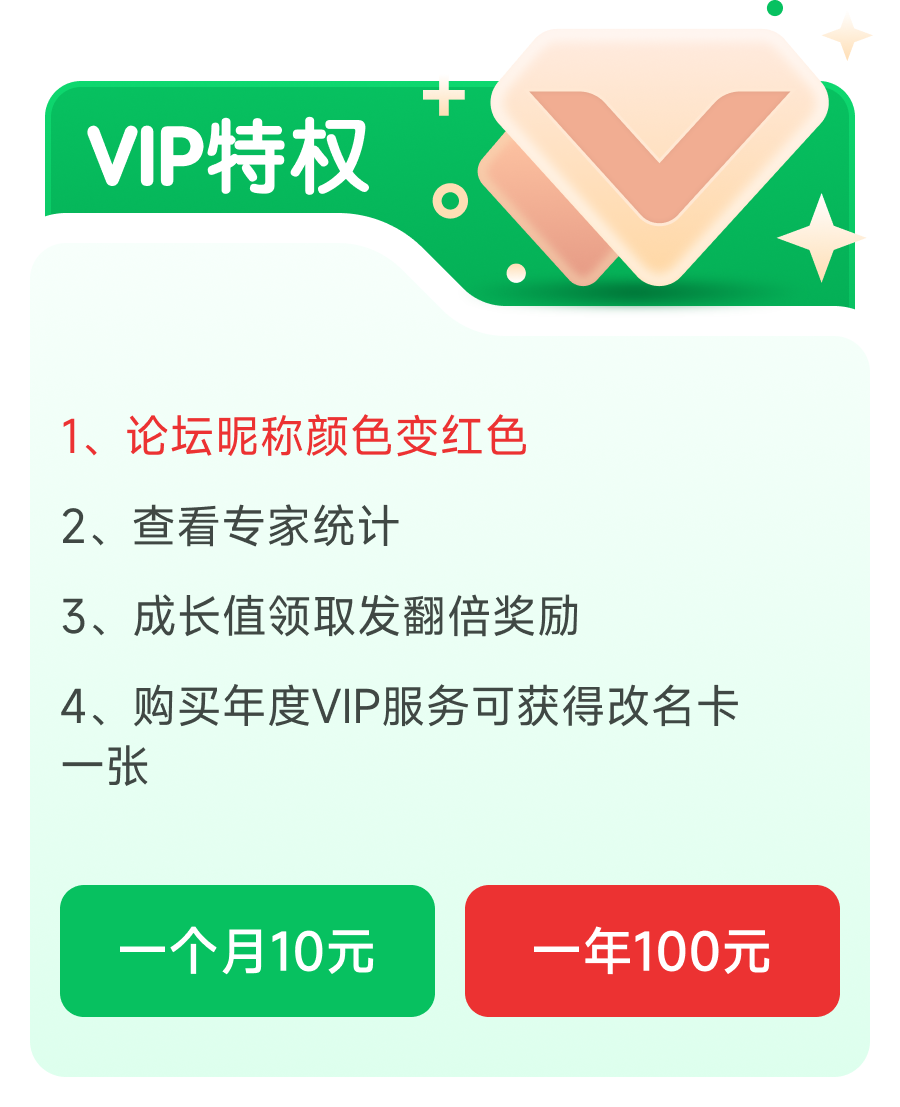 VIP特权
1、论坛昵称颜色变红色
2、查看专家统计
3、成长值领取发翻倍奖励
4、购买年度VIP服务可获得改名卡
一张
一个月10元
一年100元